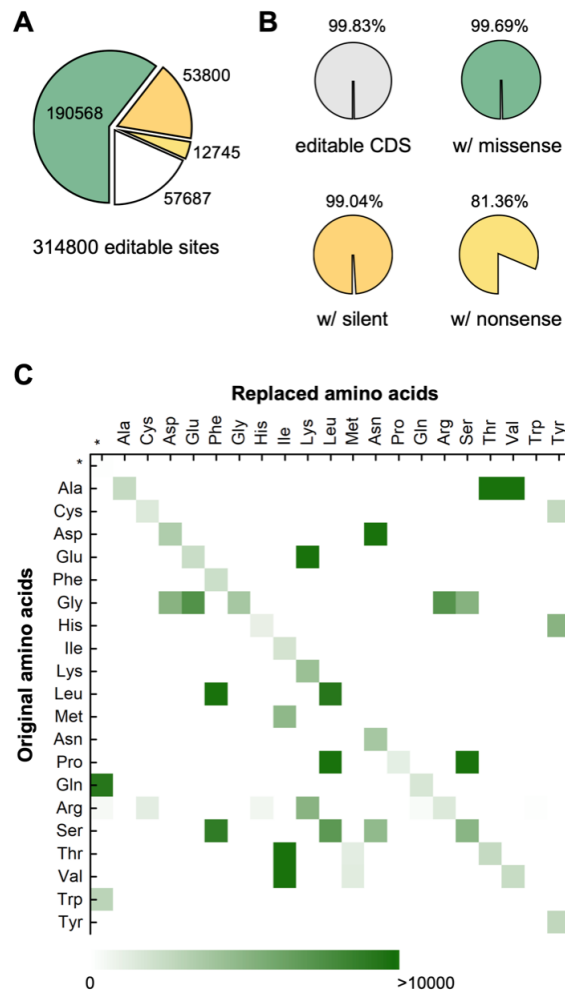 A
53800
190568
12745
57687
314800 editable sites
B
99.83%
99.69%
editable CDS
w/ missense
99.04%
81.36%
w/ silent
w/ nonsense
C
Replaced amino acids
* Ala Cys Asp Glu Phe Gly His Ile Lys Leu Met Asn Pro Gln Arg Ser Thr Val Trp Tyr
Original amino acids
*
Ala
Cys
Asp
Glu
Phe
Gly
His
Ile
Lys
Leu
Met
Asn
Pro
Gln
Arg
Ser
Thr
Val
Trp
Tyr
0 >10000